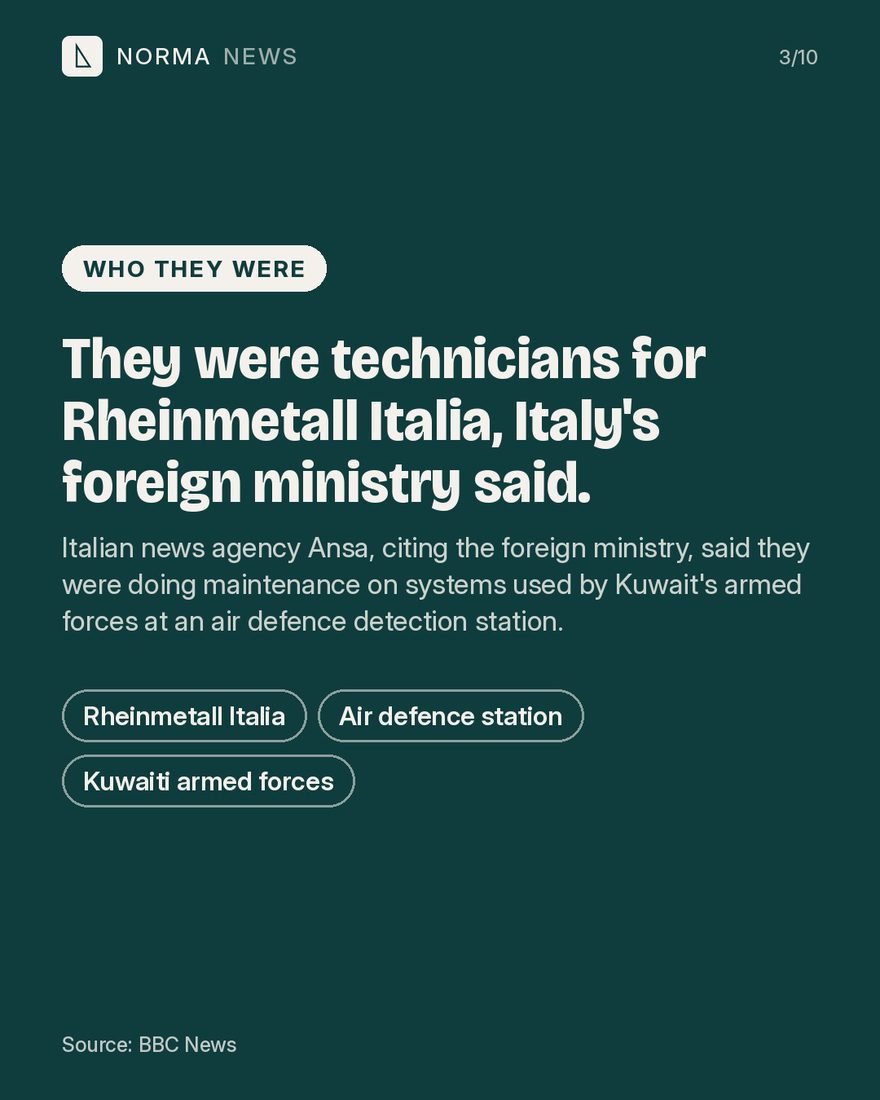 NORMA NEWS
3/10
WHO THEY WERE
They were technicians for
Rheinmetall Italia, Italy's
foreign ministry said.
Italian news agency Ansa, citing the foreign ministry, said they
were doing maintenance on systems used by Kuwait's armed
forces at an air defence detection station.
Rheinmetall Italia
Air defence station
Kuwaiti armed forces
Source: BBC News